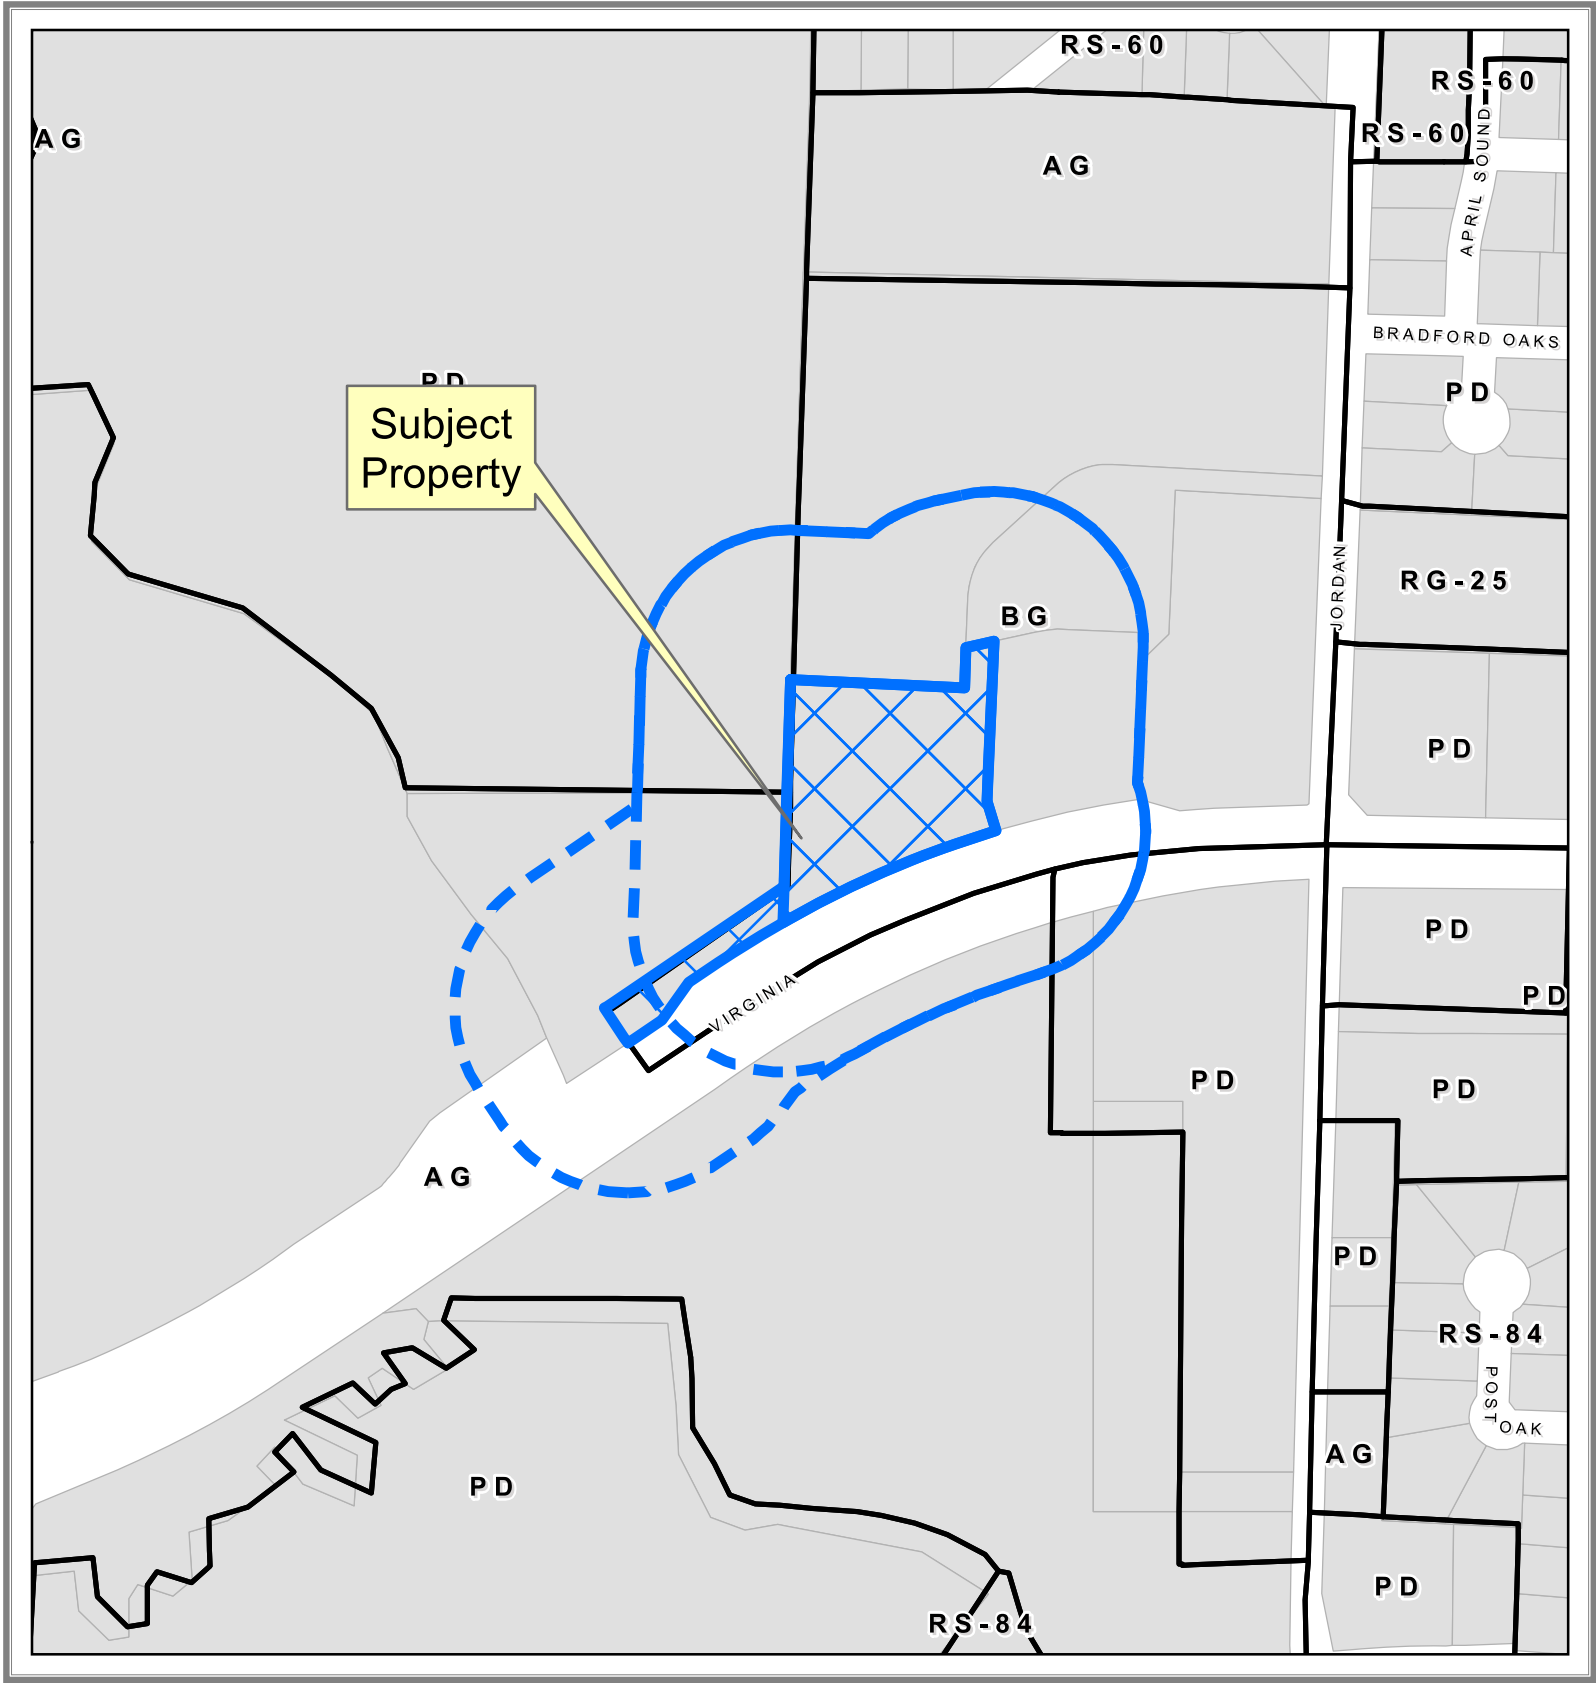 RS-60
RS-60
RS-60
AG
AG
APRIL SOUND
BRADFORD OAKS
PD
PD
Subject
Property
JORDAN
RG-25
BG
PD
PD
PD
VIRGINIA
PD
PD
AG
PD
RS-84
POST
OAK
AG
PD
PD
RS-84